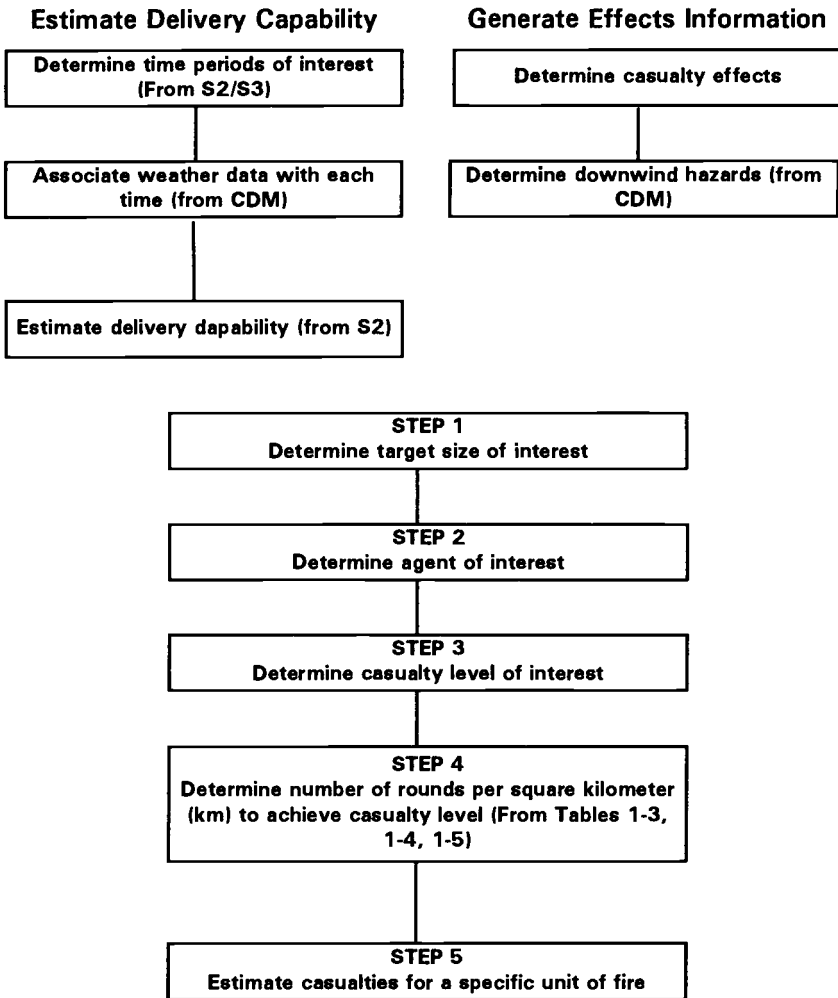 Estimate Delivery Capability
Determine time periods of interest
(From S2/S3)
Associate weather data with each
time (from CDM)
Estimate delivery dapability (from S2)
Generate Effects Information
Determine casualty effects
Determine downwind hazards (from
CDM)
STEP 1
Determine target size of interest
STEP 2
Determine agent of interest
STEP 3
Determine casualty level of interest
STEP 4
Determine number of rounds per square kilometer
(km) to achieve casualty level (From Tables 1-3,
1-4, 1-5)
STEP 5
Estimate casualties for a specific unit of fire